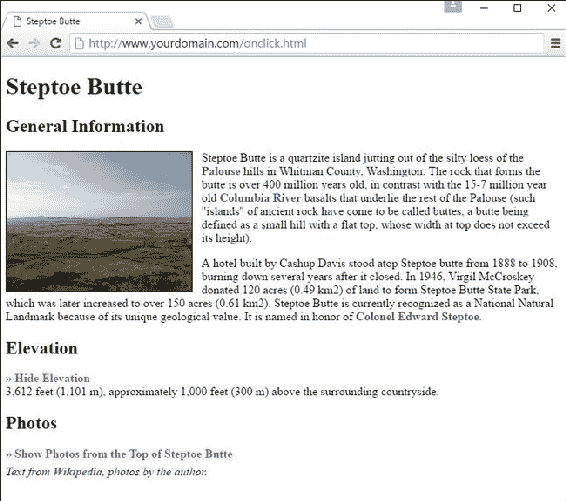 Steptoe Butte
http://www.yourdomain.com/onclick.html
Steptoe Butte
General Information
Steptoe Butte is a quartzite island jutting out of the silty loess of the
Palouse hills in Whitman County, Washington. The rock that forms the
butte is over 400 million years old, in contrast with the 15-7 million year
old Columbia River basalts that underlie the rest of the Palouse (such
"islands" of ancient rock have come to be called buttes, a butte being
defined as a small hill with a flat top, whose width at top does not exceed
its height).
A hotel built by Cashup Davis stood atop Steptoe butte from 1888 to 1908,
burning down several years after it closed. In 1946, Virgil McCroskey
donated 120 acres (0.49 km2) of land to form Steptoe Butte State Park,
which was later increased to over 150 acres (0.61 km2). Steptoe Butte is currently recognized as a National Natural
Landmark because of its unique geological value. It is named in honor of Colonel Edward Steptoe.
Elevation
» Hide Elevation
3,612 feet (1,101 m), approximately 1,000 feet (300 m) above the surrounding countryside.
Photos
» Show Photos from the Top of Steptoe Butte
Text from Wikipedia, photos by the author.